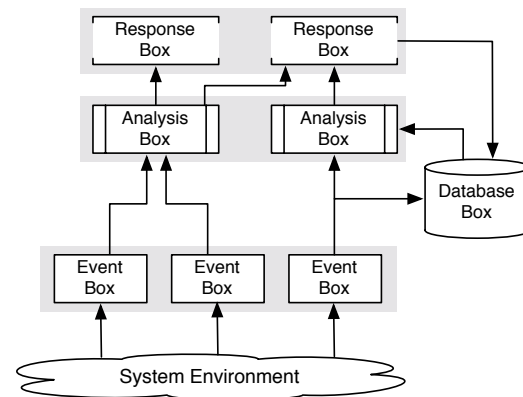 Response
Box
Response
Box
Analysis
Box
Analysis
Box
Database
Box
Event
Box
Event
Box
Event
Box
System Environment